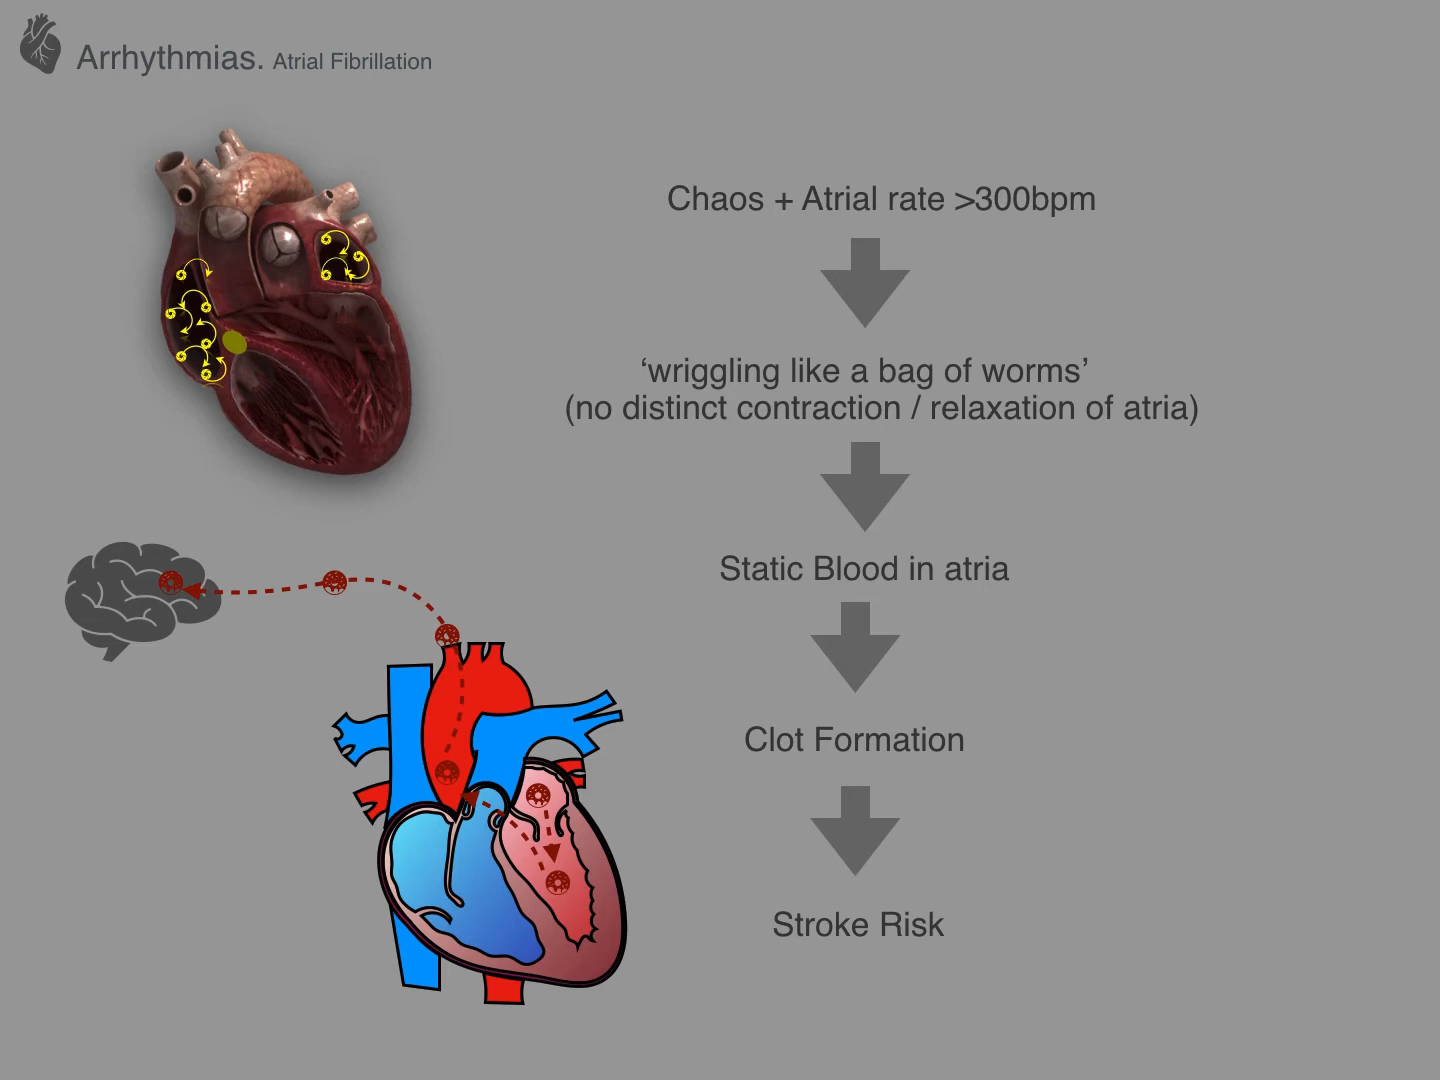 Arrhythmias. Atrial Fibrillation
Chaos + Atrial rate >300bpm
‘wriggling like a bag of worms’
(no distinct contraction / relaxation of atria)
Static Blood in atria
Clot Formation
Stroke Risk